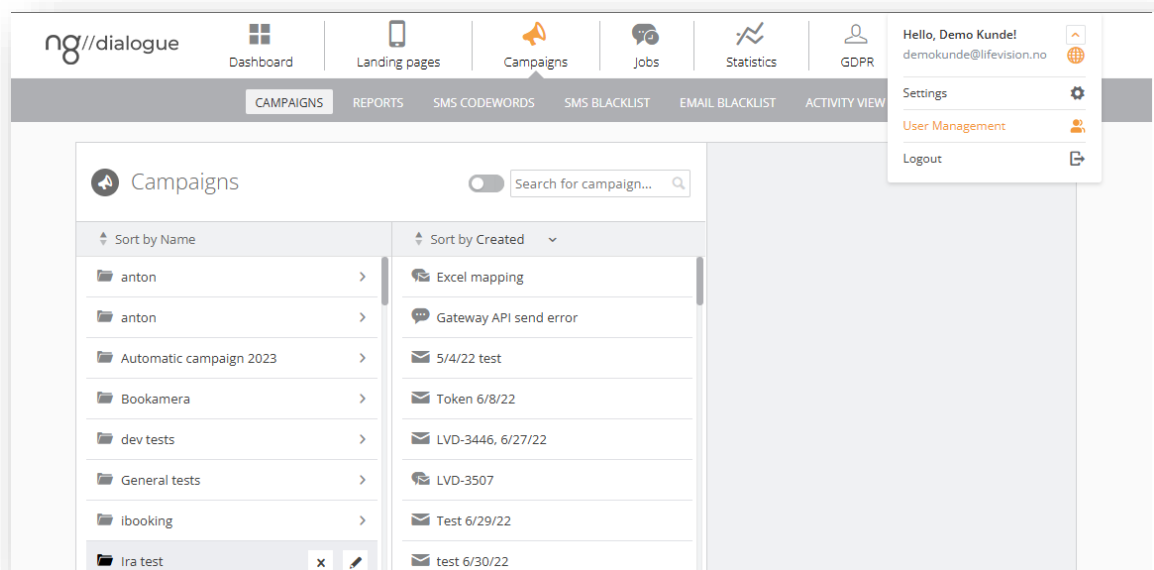 ng//dialogue
Dashboard
Landing pages
Campaigns
Jobs
Statistics
GDPR
Hello, Demo Kunde!
demokunde@lifevision.no
Settings
User Management
Logout
CAMPAIGNS REPORTS SMS CODEWORDS SMS BLACKLIST EMAIL BLACKLIST ACTIVITY VIEW
Campaigns
Search for campaign...
Sort by Name
anton
anton
Automatic campaign 2023
Bookamera
dev tests
General tests
ibooking
Ira test
Sort by Created
Excel mapping
Gateway API send error
5/4/22 test
Token 6/8/22
LVD-3446, 6/27/22
LVD-3507
Test 6/29/22
test 6/30/22